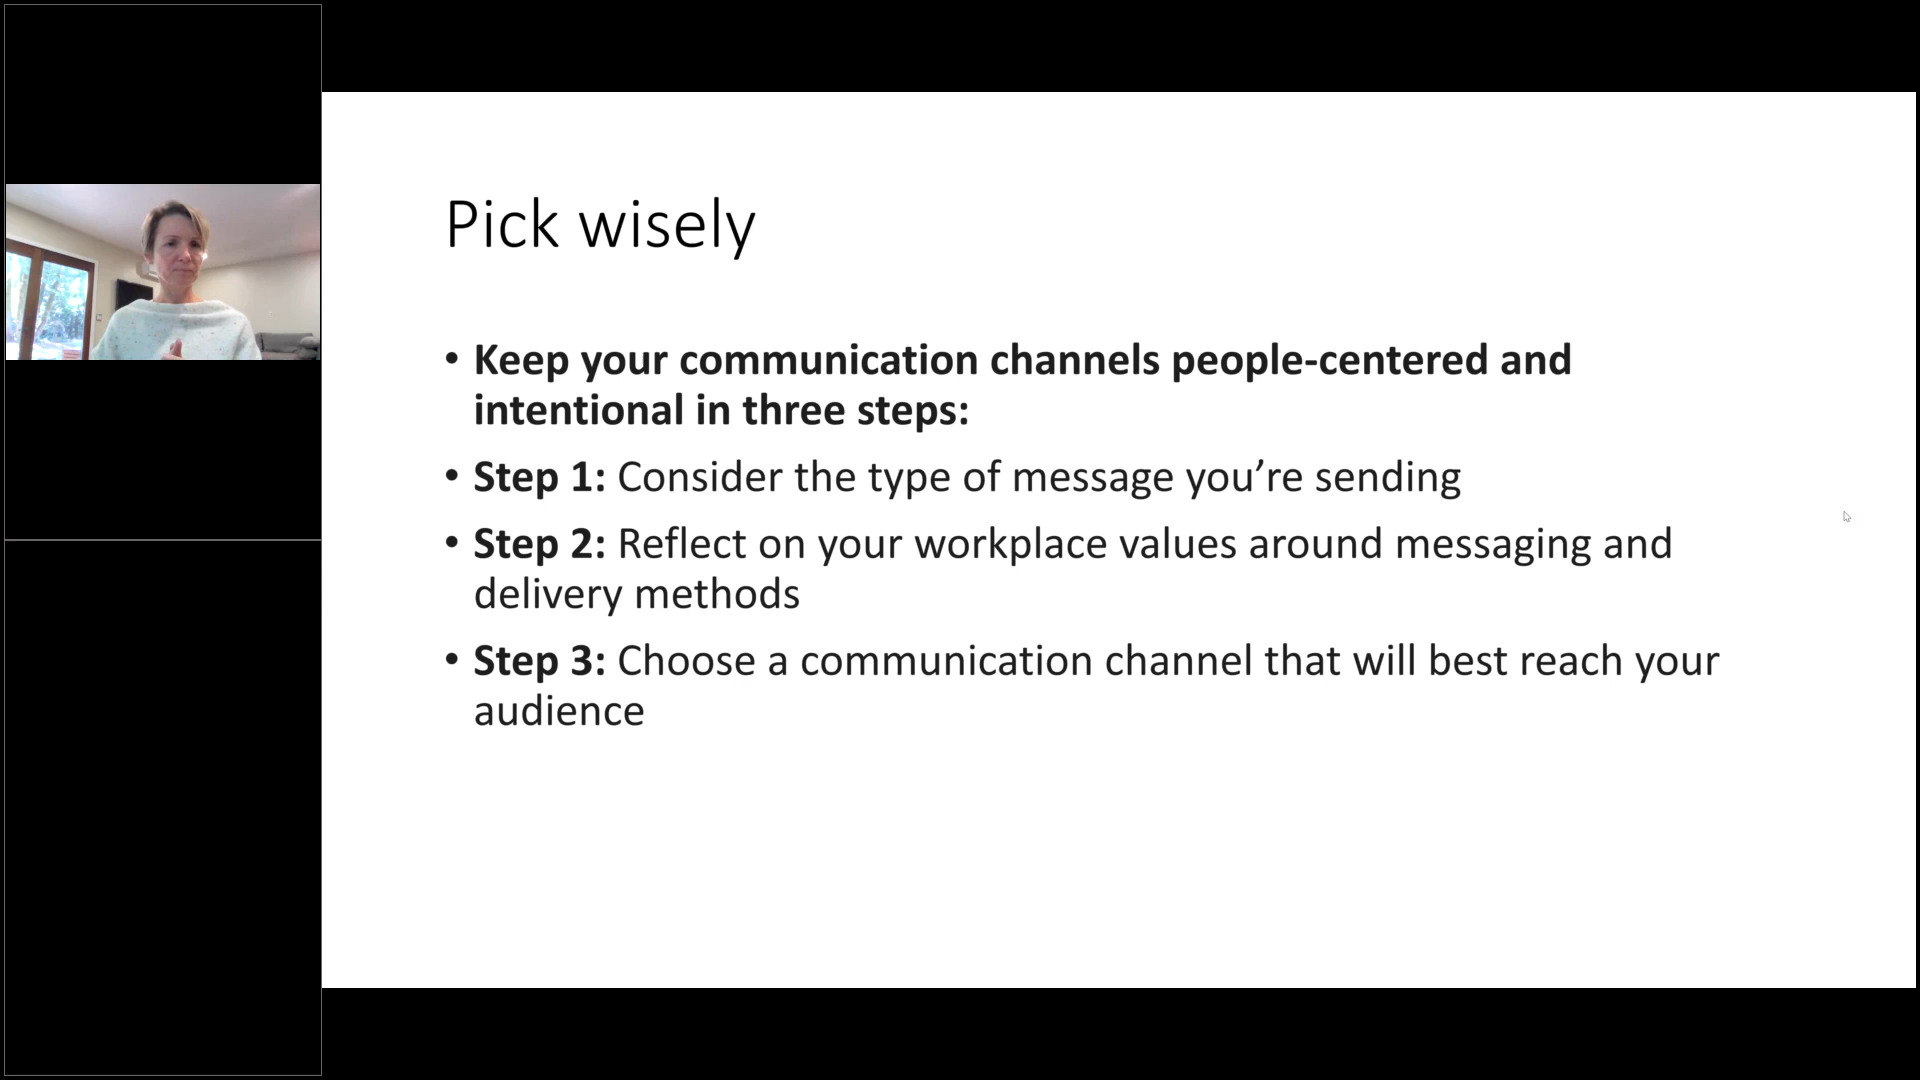 Pick wisely
• Keep your communication channels people-centered and
intentional in three steps:
• Step 1: Consider the type of message you’re sending
• Step 2: Reflect on your workplace values around messaging and
delivery methods
• Step 3: Choose a communication channel that will best reach your
audience